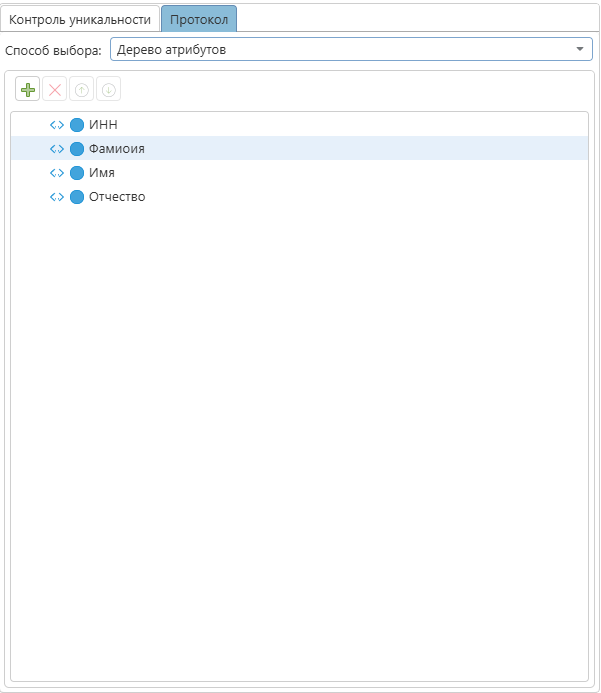 Контроль уникальности
Протокол
Способ выбора: Дерево атрибутов
ИНН
Фамиоия
Имя
Отчество